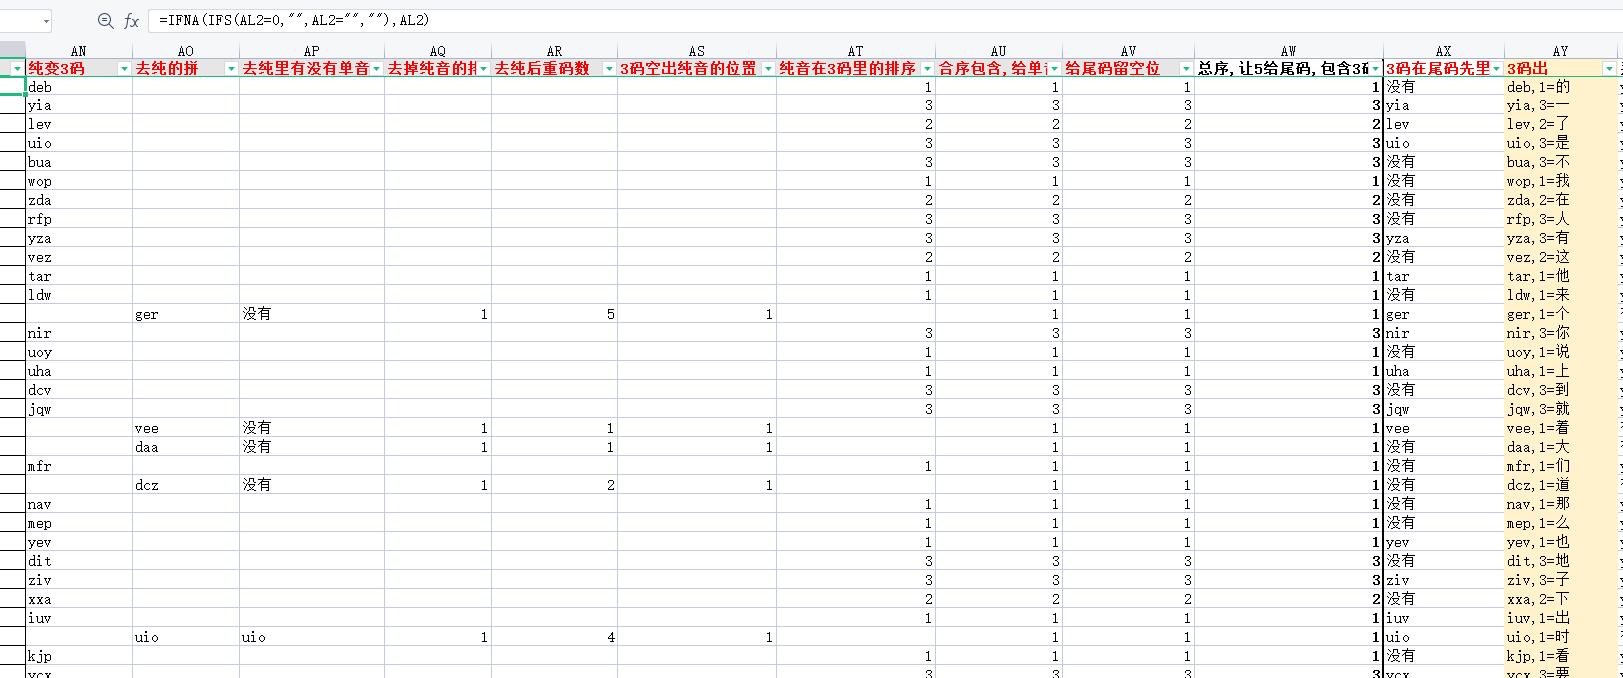 fx =IFNA(IFS(AL2=0,"",AL2="",""),AL2)
AN AO AP AQ AR AS AT AU AV AW AX AY
纯变3码 去纯的拼 去纯里有没有单音 去掉纯音的 去纯后重码数 3码空出纯音的位置 纯音在3码里的排序 合序包含,给单 给尾码留空位 总序,让5给尾码,包含3码 3码在尾码先里 3码出
deb 1 1 1 1 没有 deb,1=的
yia 3 3 3 3 yia yia,3=一
lev 2 2 2 2 lev lev,2=了
uio 3 3 3 3 uio uio,3=是
bua 3 3 3 3 没有 bua,3=不
wop 1 1 1 1 没有 wop,1=我
zda 2 2 2 2 没有 zda,2=在
rfp 3 3 3 3 没有 rfp,3=人
yza 3 3 3 3 yza yza,3=有
vez 2 2 2 2 没有 vez,2=这
tar 1 1 1 1 tar tar,1=他
ldw 1 1 1 1 没有 ldw,1=来
ger 没有 1 5 1 1 1 1 ger ger,1=个
nir 3 3 3 3 nir nir,3=你
uoy 1 1 1 1 没有 uoy,1=说
uha 1 1 1 1 uha uha,1=上
dcv 3 3 3 3 没有 dcv,3=到
jqw 3 3 3 3 jqw jqw,3=就
vee 没有 1 1 1 1 1 1 vee vee,1=着
daa 没有 1 1 1 1 1 1 没有 daa,1=大
mfr 1 1 1 1 没有 mfr,1=们
dcz 没有 1 2 1 1 1 1 没有 dcz,1=道
nav 1 1 1 1 没有 nav,1=那
mep 1 1 1 1 没有 mep,1=么
yev 1 1 1 1 yev yev,1=也
dit 3 3 3 3 没有 dit,3=地
ziv 3 3 3 3 ziv ziv,3=子
xxa 2 2 2 2 没有 xxa,2=下
iuv 1 1 1 1 iuv iuv,1=出
uio uio 1 4 1 1 1 1 uio uio,1=时
kjp 1 1 1 1 没有 kjp,1=看
ycx 3 3 3 3 ycx ycx,3=要